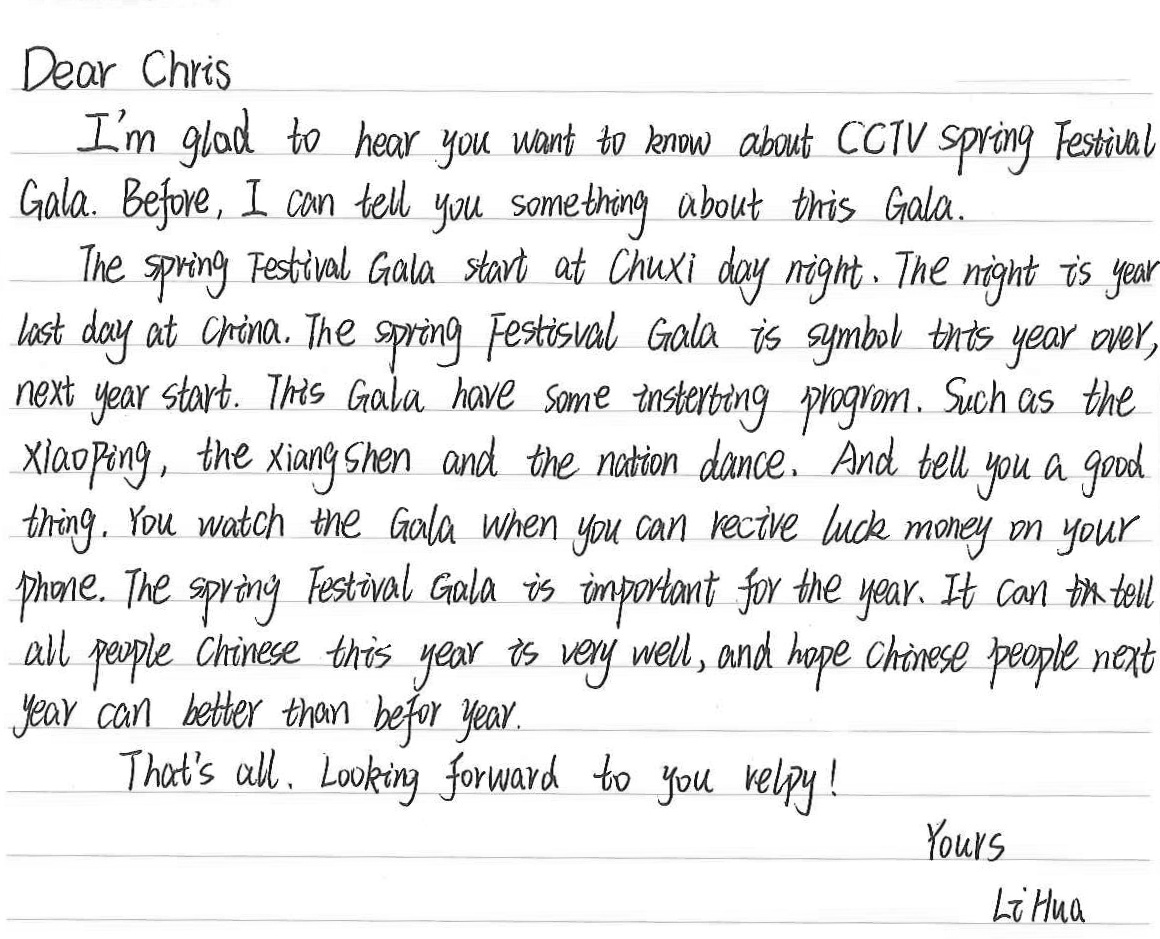 Dear Chris
I'm glad to hear you want to know about CCTV spring Festival
Gala. Before, I can tell you something about this Gala.
The spring Festival Gala start at Chuxi day night. The night is year
last day at China. The spring Festisval Gala is symbol this year over,
next year start. This Gala have some insterbing progrom. Such as the
xiaoping, the xiangshen and the nation dance. And tell you a good
thing. You watch the Gala when you can recive luck money on your
phone. The spring Festival Gala is important for the year. It can tell
all people Chinese this year is very well, and hope Chinese people next
year can better than befor year.
That's all. Looking forward to you relpy!
Yours
Li Hua